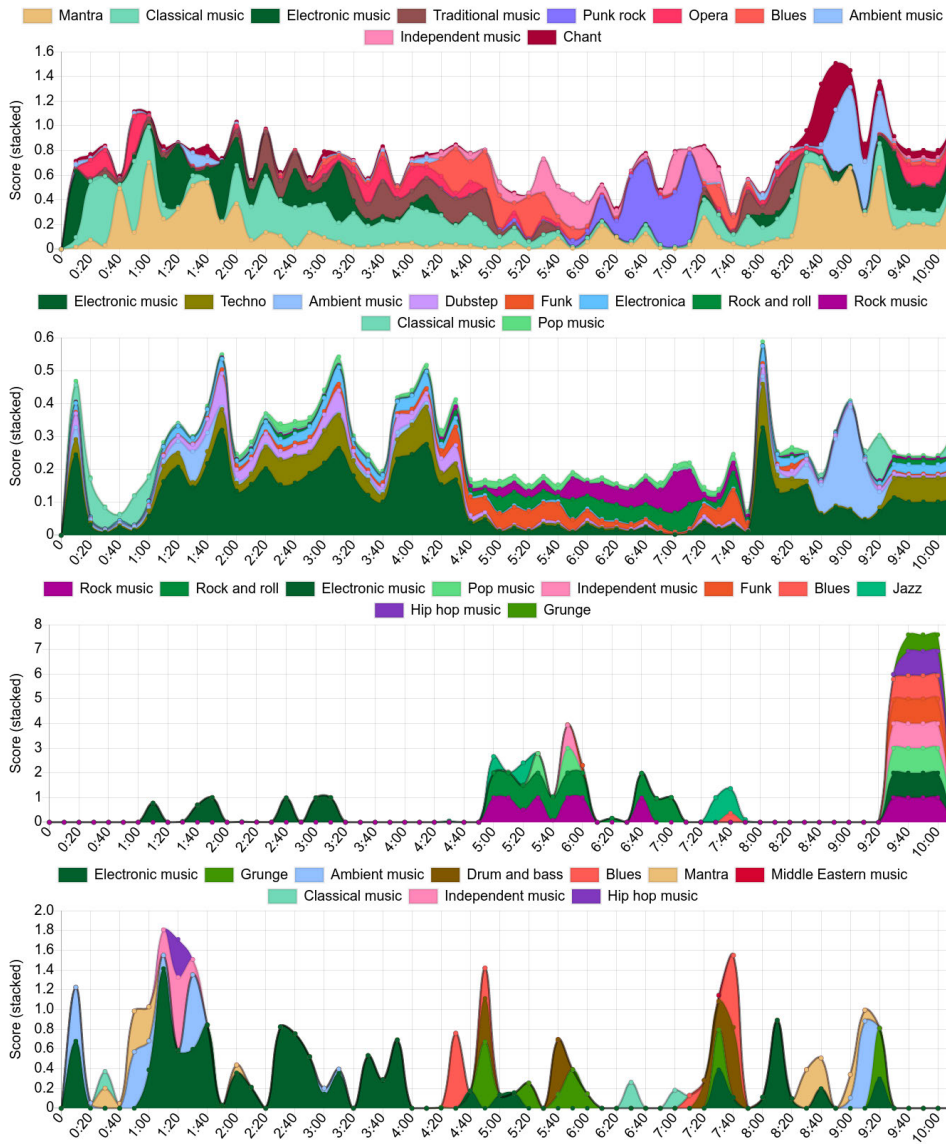 Mantra Classical music Electronic music Traditional music Punk rock Opera Blues Ambient music
Independent music Chant
Score (stacked)
1.6
1.4
1.2
1.0
0.8
0.6
0.4
0.2
0
0 0:20 0:40 1:00 1:20 1:40 2:00 2:20 2:40 3:00 3:20 3:40 4:00 4:20 4:40 5:00 5:20 5:40 6:00 6:20 6:40 7:00 7:20 7:40 8:00 8:20 8:40 9:00 9:20 9:40 10:00
Electronic music Techno Ambient music Dubstep Funk Electronica Rock and roll Rock music
Classical music Pop music
Score (stacked)
0.6
0.5
0.4
0.3
0.2
0.1
0
0 0:20 0:40 1:00 1:20 1:40 2:00 2:20 2:40 3:00 3:20 3:40 4:00 4:20 4:40 5:00 5:20 5:40 6:00 6:20 6:40 7:00 7:20 7:40 8:00 8:20 8:40 9:00 9:20 9:40 10:00
Rock music Rock and roll Electronic music Pop music Independent music Funk Blues Jazz
Hip hop music Grunge
Score (stacked)
8
7
6
5
4
3
2
1
0
0 0:20 0:40 1:00 1:20 1:40 2:00 2:20 2:40 3:00 3:20 3:40 4:00 4:20 4:40 5:00 5:20 5:40 6:00 6:20 6:40 7:00 7:20 7:40 8:00 8:20 8:40 9:00 9:20 9:40 10:00
Electronic music Grunge Ambient music Drum and bass Blues Mantra Middle Eastern music
Classical music Independent music Hip hop music
Score (stacked)
2.0
1.8
1.6
1.4
1.2
1.0
0.8
0.6
0.4
0.2
0
0 0:20 0:40 1:00 1:20 1:40 2:00 2:20 2:40 3:00 3:20 3:40 4:00 4:20 4:40 5:00 5:20 5:40 6:00 6:20 6:40 7:00 7:20 7:40 8:00 8:20 8:40 9:00 9:20 9:40 10:00